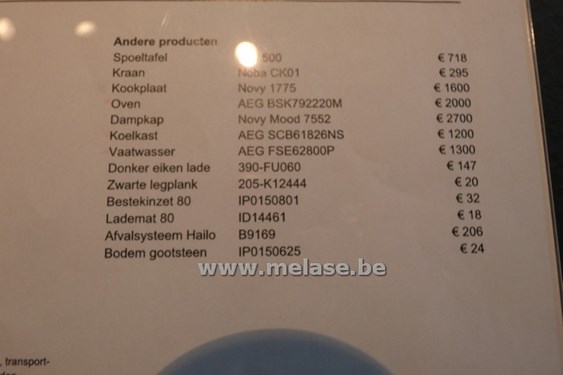 Andere producten
Spoeltafel 500 € 718
Kraan Noba CK01 € 295
Kookplaat Novy 1775 € 1600
Oven AEG BSK792220M € 2000
Dampkap Novy Mood 7552 € 2700
Koelkast AEG SCB61826NS € 1200
Vaatwasser AEG FSE62800P € 1300
Donker eiken lade 390-FU060 € 147
Zwarte legplank 205-K12444 € 20
Bestekinzet 80 IP0150801 € 32
Lademat 80 ID14461 € 18
Afvalsysteem Hailo B9169 € 206
Bodem gootsteen IP0150625 € 24
www.melase.be
, transport-